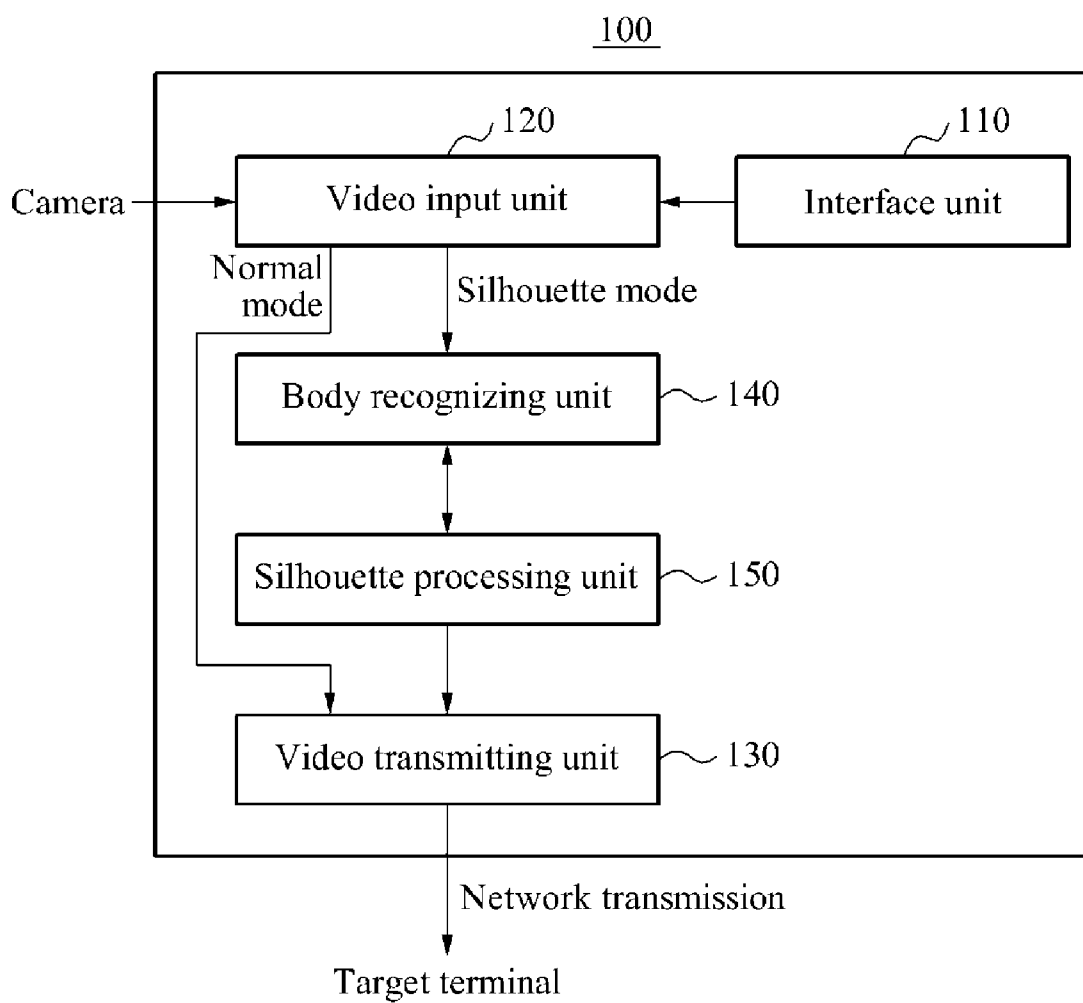 100
120
110
Camera
Video input unit
Interface unit
Normal
mode
Silhouette mode
Body recognizing unit
140
Silhouette processing unit
150
Video transmitting unit
130
Network transmission
Target terminal